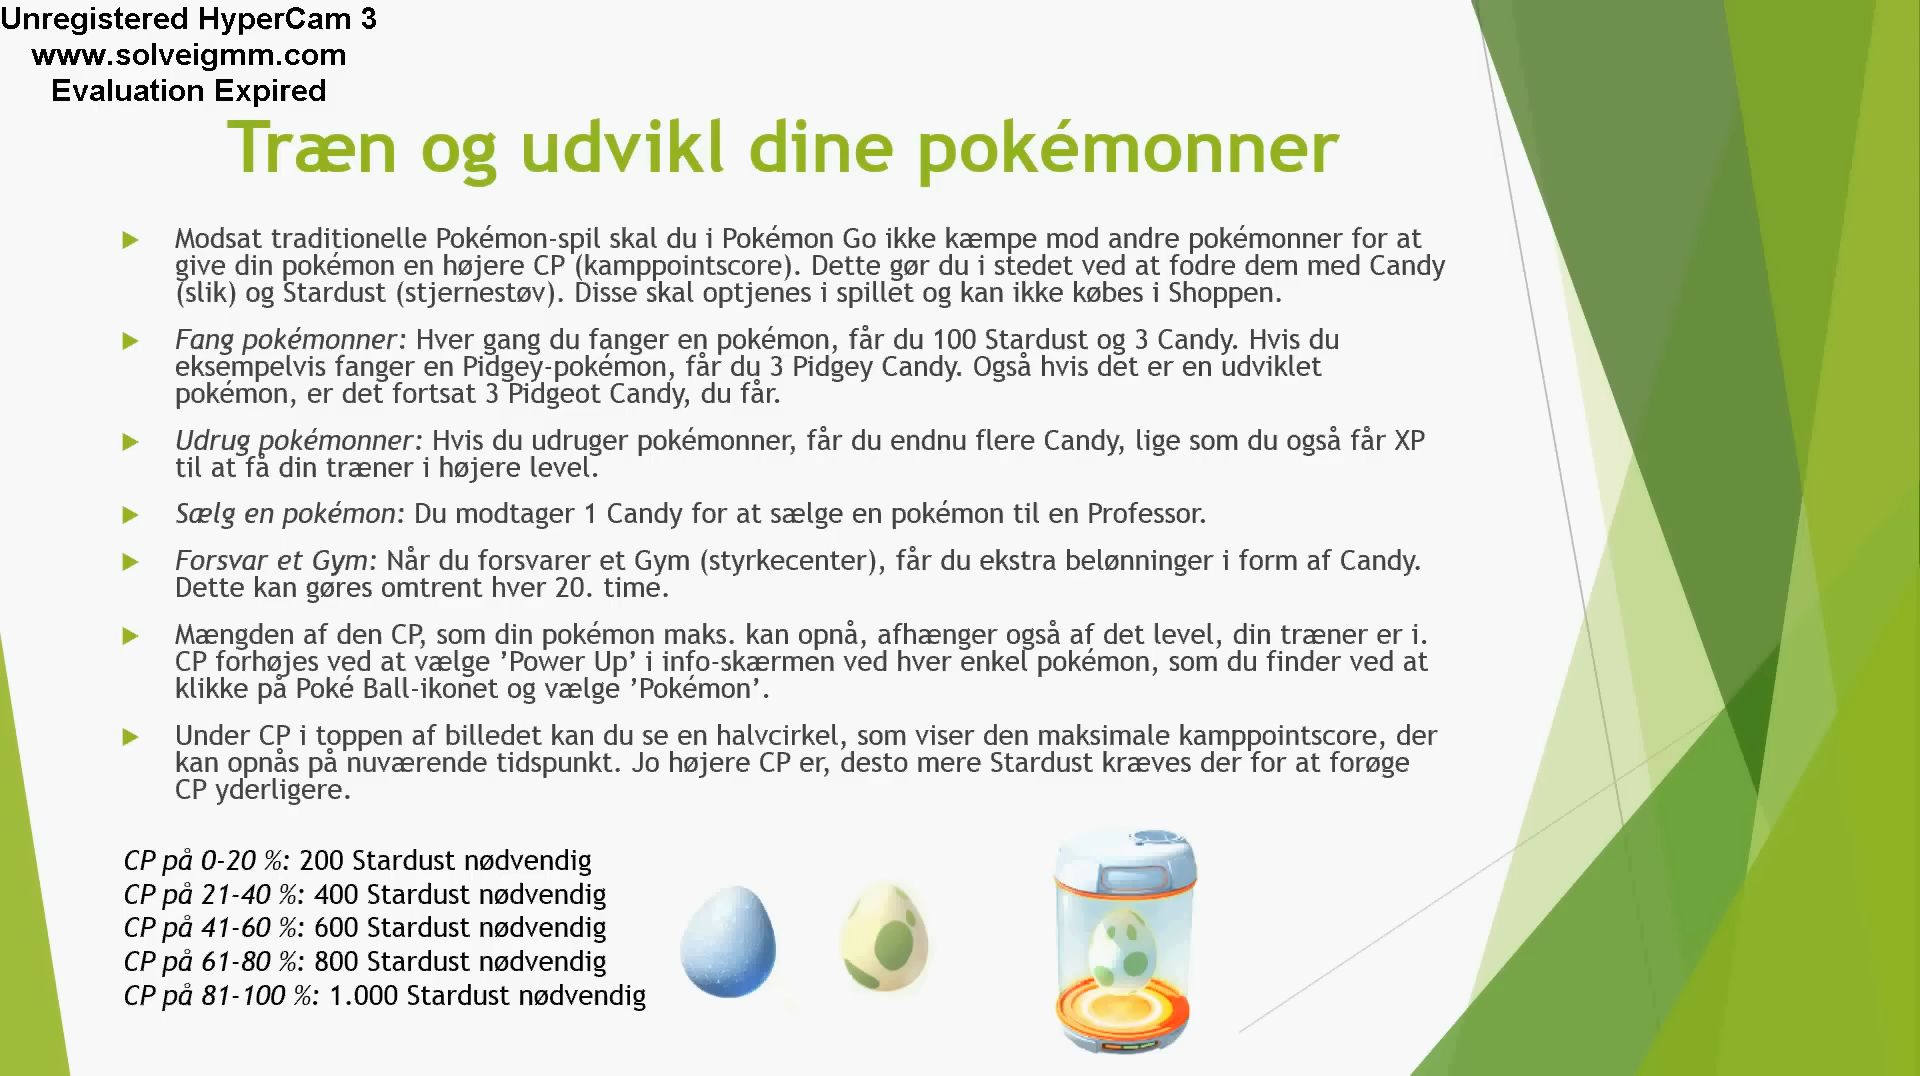 Unregistered HyperCam 3
www.solveigmm.com
Evaluation Expired
Træn og udvikl dine pokémonner
Modsat traditionelle Pokémon-spil skal du i Pokémon Go ikke kæmpe mod andre pokémonner for at
give din pokémon en højere CP (kamppointscore). Dette gør du i stedet ved at fodre dem med Candy
(slik) og Stardust (stjernestøv). Disse skal optjenes i spillet og kan ikke købes i Shoppen.
Fang pokémonner: Hver gang du fanger en pokémon, får du 100 Stardust og 3 Candy. Hvis du
eksempelvis fanger en Pidgey-pokémon, får du 3 Pidgey Candy. Også hvis det er en udviklet
pokémon, er det fortsat 3 Pidgeot Candy, du får.
Udrug pokémonner: Hvis du udruger pokémonner, får du endnu flere Candy, lige som du også får XP
til at få din træner i højere level.
Sælg en pokémon: Du modtager 1 Candy for at sælge en pokémon til en Professor.
Forsvar et Gym: Når du forsvarer et Gym (styrkecenter), får du ekstra belønninger i form af Candy.
Dette kan gøres omtrent hver 20. time.
Mængden af den CP, som din pokémon maks. kan opnå, afhænger også af det level, din træner er i.
CP forhøjes ved at vælge ’Power Up’ i info-skærmen ved hver enkel pokémon, som du finder ved at
klikke på Poké Ball-ikonet og vælge ’Pokémon’.
Under CP i toppen af billedet kan du se en halvcirkel, som viser den maksimale kamppointscore, der
kan opnås på nuværende tidspunkt. Jo højere CP er, desto mere Stardust kræves der for at forøge
CP yderligere.
CP på 0-20 %: 200 Stardust nødvendig
CP på 21-40 %: 400 Stardust nødvendig
CP på 41-60 %: 600 Stardust nødvendig
CP på 61-80 %: 800 Stardust nødvendig
CP på 81-100 %: 1.000 Stardust nødvendig